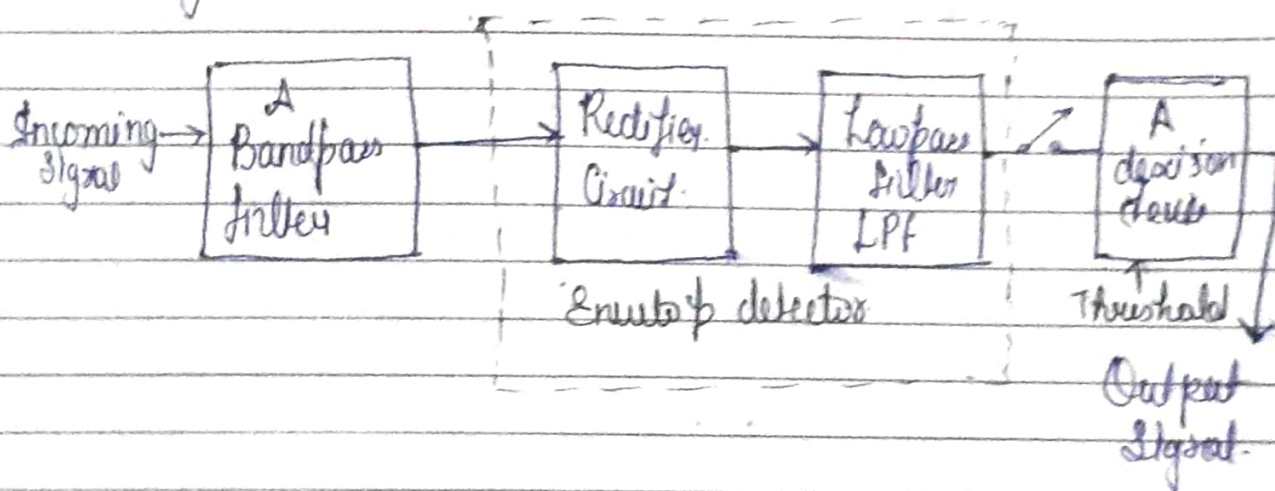 Incoming
Signal
A
Bandpass
filter
Rectifier
Circuit
Lowpass
filter
LPF
A
decision
device
Envelope detector
Threshold
Output
Signal.